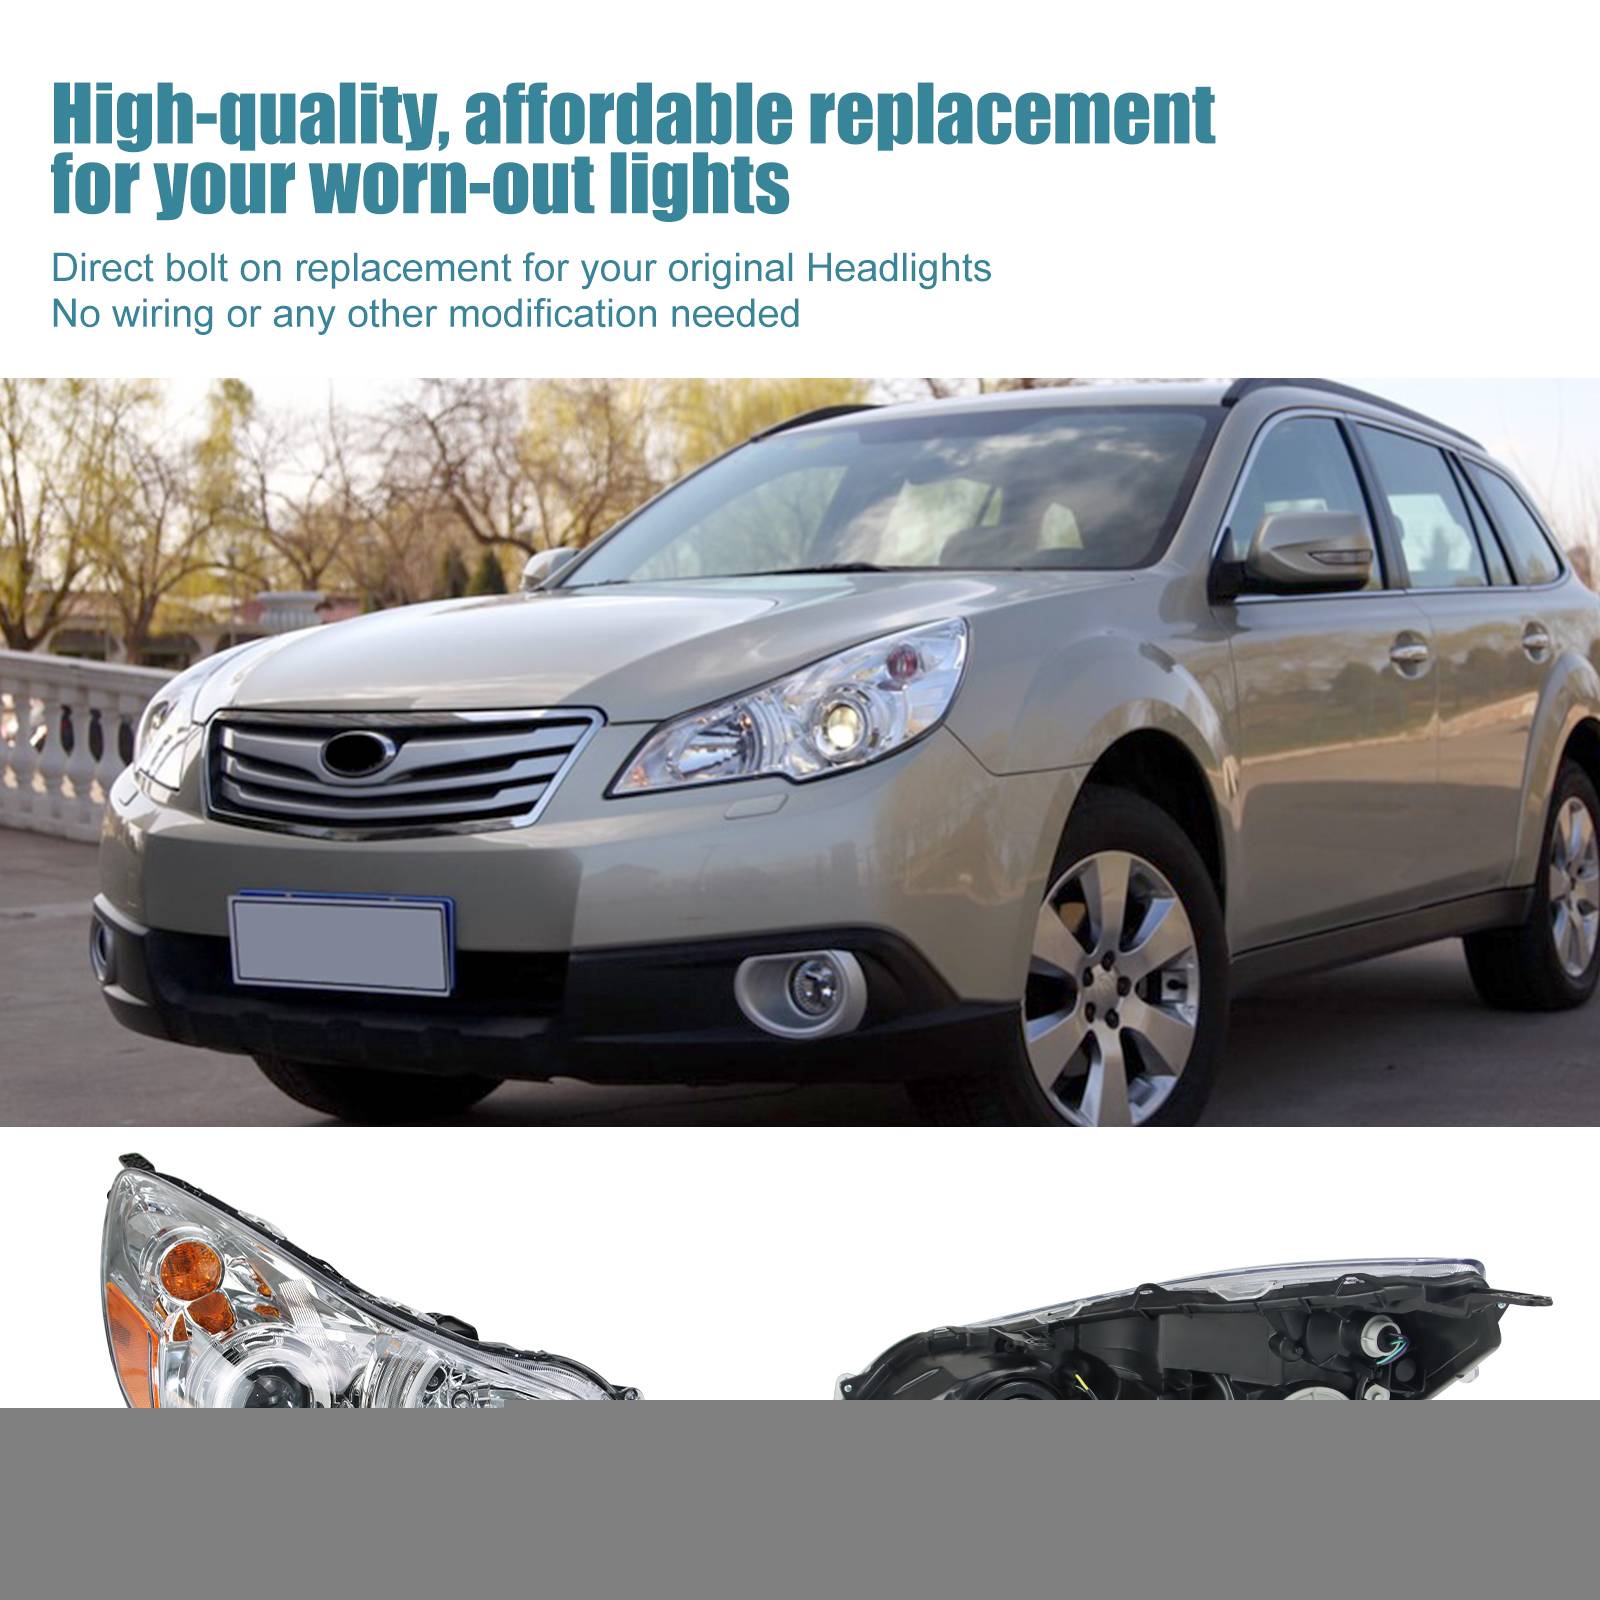 High-quality, affordable replacement
for your worn-out lights
Direct bolt on replacement for your original Headlights
No wiring or any other modification needed